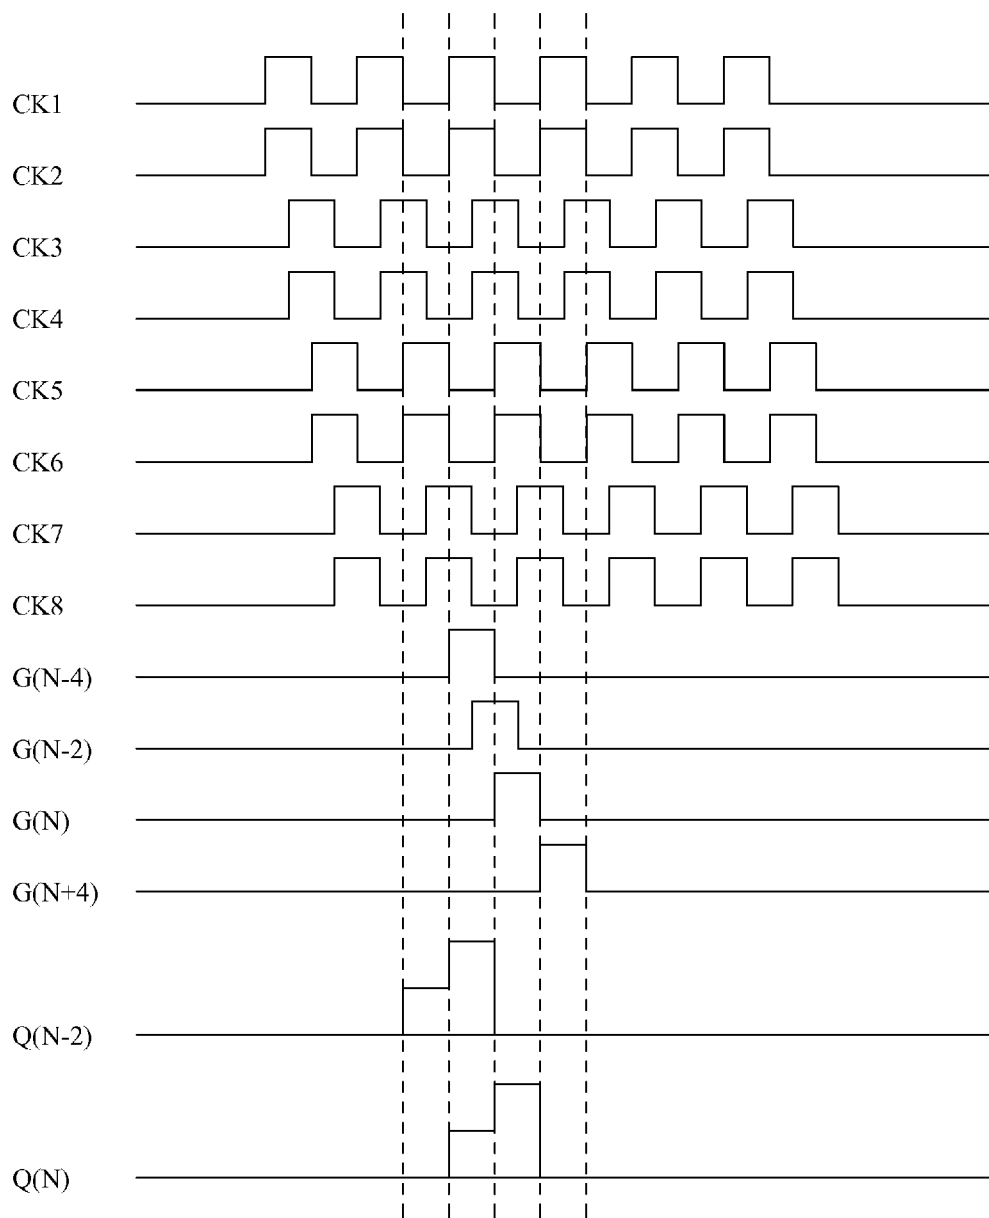 CK1
CK2
CK3
CK4
CK5
CK6
CK7
CK8
G(N-4)
G(N-2)
G(N)
G(N+4)
Q(N-2)
Q(N)